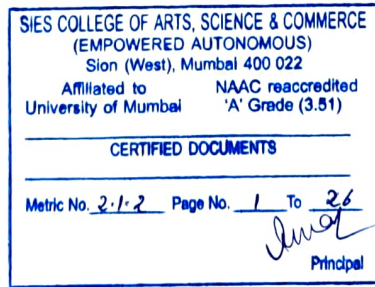 SIES COLLEGE OF ARTS, SCIENCE & COMMERCE
(EMPOWERED AUTONOMOUS)
Sion (West), Mumbai 400 022
Affiliated to NAAC reaccredited
University of Mumbai 'A' Grade (3.51)
CERTIFIED DOCUMENTS
Metric No. 2.1.2 Page No. 1 To 26
Principal